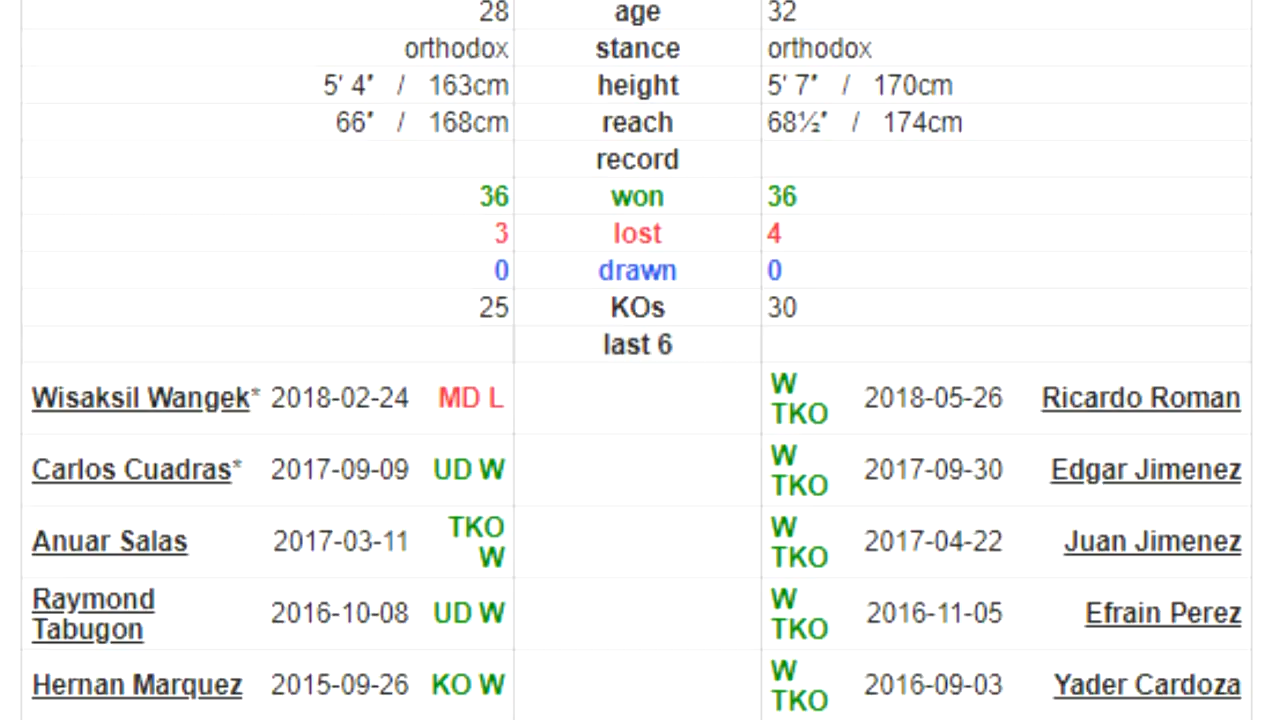 28 age 32
orthodox stance orthodox
5′ 4″ / 163cm height 5′ 7″ / 170cm
66″ / 168cm reach 68½″ / 174cm
record
36 won 36
3 lost 4
0 drawn 0
25 KOs 30
last 6
Wisaksil Wangek* 2018-02-24 MD L W TKO 2018-05-26 Ricardo Roman
Carlos Cuadras* 2017-09-09 UD W W TKO 2017-09-30 Edgar Jimenez
Anuar Salas 2017-03-11 TKO W W TKO 2017-04-22 Juan Jimenez
Raymond Tabugon 2016-10-08 UD W W TKO 2016-11-05 Efrain Perez
Hernan Marquez 2015-09-26 KO W W TKO 2016-09-03 Yader Cardoza